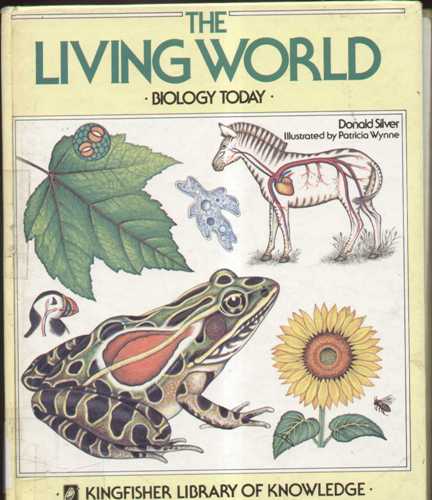 THE
LIVING WORLD
· BIOLOGY TODAY ·
Donald Silver
Illustrated by Patricia Wynne
· KINGFISHER LIBRARY OF KNOWLEDGE ·